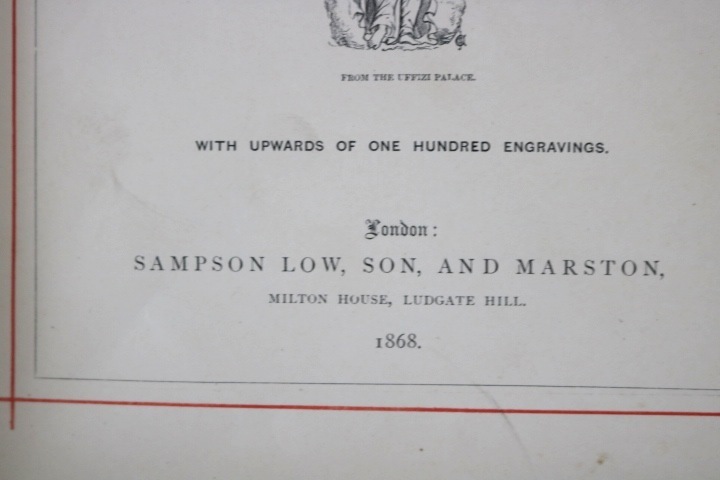 FROM THE UFFIZI PALACE.
WITH UPWARDS OF ONE HUNDRED ENGRAVINGS.
London:
SAMPSON LOW, SON, AND MARSTON,
MILTON HOUSE, LUDGATE HILL.
1868.